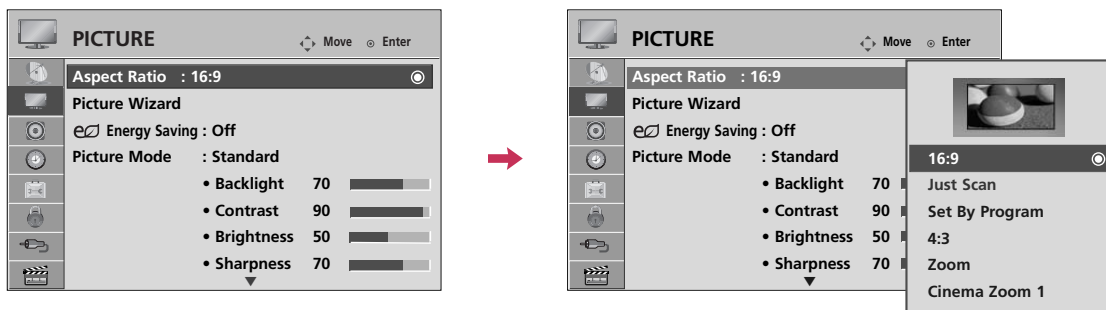 PICTURE
Move Enter
Aspect Ratio : 16:9
Picture Wizard
e Energy Saving : Off
Picture Mode : Standard
• Backlight 70
• Contrast 90
• Brightness 50
• Sharpness 70
PICTURE
Move Enter
Aspect Ratio : 16:9
Picture Wizard
e Energy Saving : Off
Picture Mode : Standard
• Backlight 70
• Contrast 90
• Brightness 50
• Sharpness 70
16:9
Just Scan
Set By Program
4:3
Zoom
Cinema Zoom 1